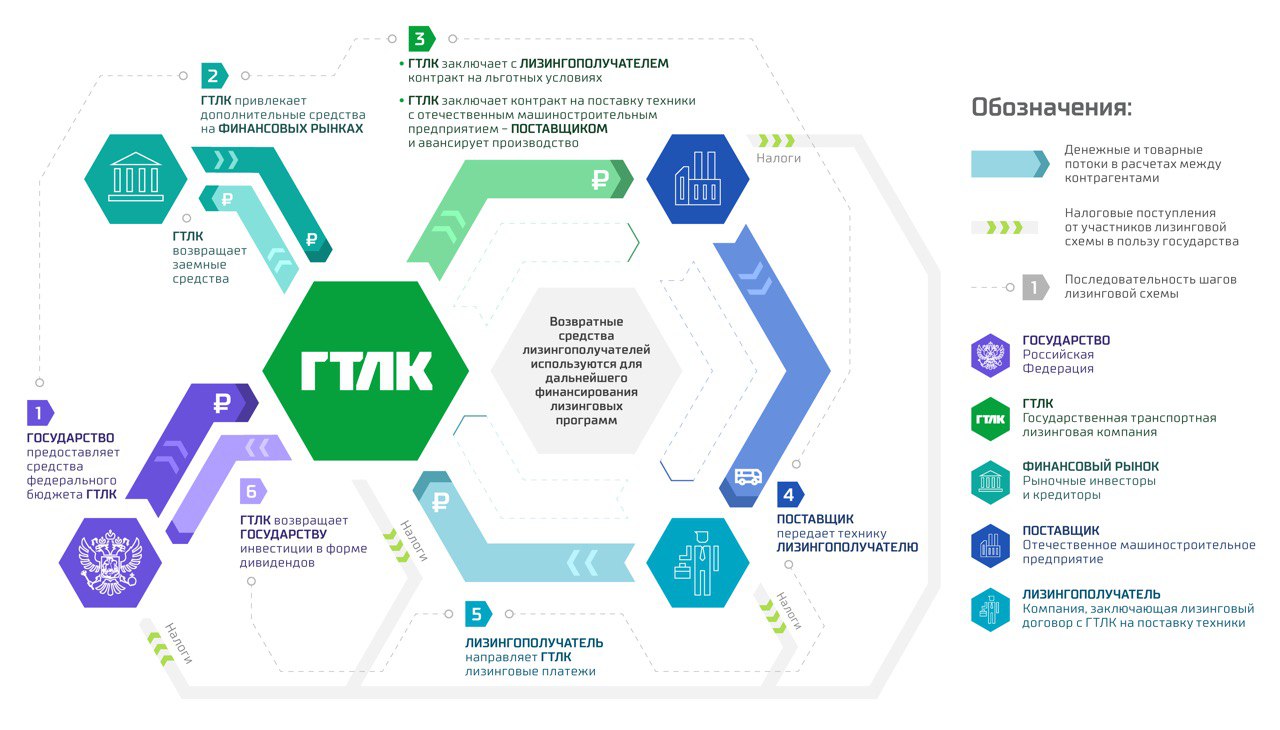 3
• ГТЛК заключает с ЛИЗИНГОПОЛУЧАТЕЛЕМ
контракт на льготных условиях
• ГТЛК заключает контракт на поставку техники
с отечественным машиностроительным
предприятием – ПОСТАВЩИКОМ
и авансирует производство
2
ГТЛК привлекает
дополнительные средства
на ФИНАНСОВЫХ РЫНКАХ
₽
₽
₽
Налоги
ГТЛК
возвращает
заемные
средства
Возвратные
средства
лизингополучателей
используются для
дальнейшего
финансирования
лизинговых
программ
ГТЛК
1
ГОСУДАРСТВО
предоставляет
средства
федерального
бюджета ГТЛК
₽
6
ГТЛК возвращает
ГОСУДАРСТВУ
инвестиции в форме
дивидендов
Налоги
₽
4
ПОСТАВЩИК
передает технику
ЛИЗИНГОПОЛУЧАТЕЛЮ
Налоги
Налоги
5
ЛИЗИНГОПОЛУЧАТЕЛЬ
направляет ГТЛК
лизинговые платежи
Обозначения:
Денежные и товарные
потоки в расчетах между
контрагентами
Налоговые поступления
от участников лизинговой
схемы в пользу государства
1
Последовательность шагов
лизинговой схемы
ГОСУДАРСТВО
Российская
Федерация
ГТЛК
ГТЛК
Государственная транспортная
лизинговая компания
ФИНАНСОВЫЙ РЫНОК
Рыночные инвесторы
и кредиторы
ПОСТАВЩИК
Отечественное машиностроительное
предприятие
ЛИЗИНГОПОЛУЧАТЕЛЬ
Компания, заключающая лизинговый
договор с ГТЛК на поставку техники